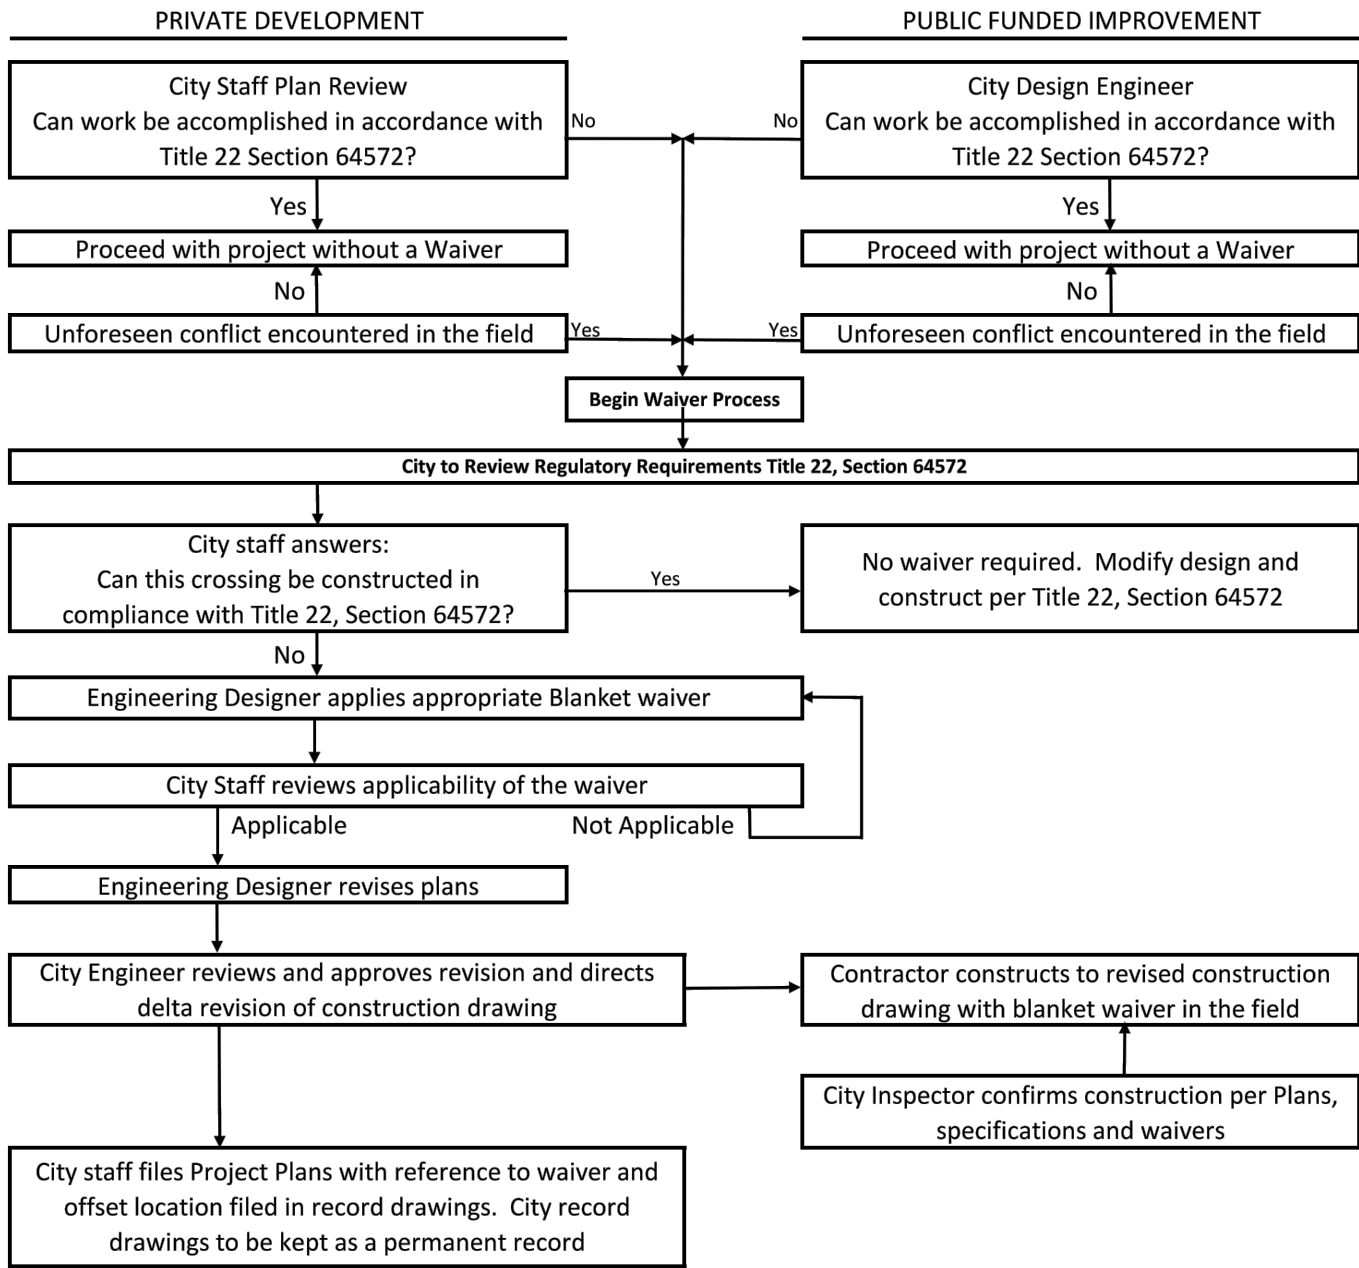 PRIVATE DEVELOPMENT
PUBLIC FUNDED IMPROVEMENT
City Staff Plan Review
Can work be accomplished in accordance with
Title 22 Section 64572?
No
No
City Design Engineer
Can work be accomplished in accordance with
Title 22 Section 64572?
Yes
Yes
Proceed with project without a Waiver
Proceed with project without a Waiver
No
No
Unforeseen conflict encountered in the field
Yes
Yes
Unforeseen conflict encountered in the field
Begin Waiver Process
City to Review Regulatory Requirements Title 22, Section 64572
City staff answers:
Can this crossing be constructed in
compliance with Title 22, Section 64572?
Yes
No waiver required.  Modify design and
construct per Title 22, Section 64572
No
Engineering Designer applies appropriate Blanket waiver
City Staff reviews applicability of the waiver
Applicable
Not Applicable
Engineering Designer revises plans
City Engineer reviews and approves revision and directs
delta revision of construction drawing
Contractor constructs to revised construction
drawing with blanket waiver in the field
City Inspector confirms construction per Plans,
specifications and waivers
City staff files Project Plans with reference to waiver and
offset location filed in record drawings.  City record
drawings to be kept as a permanent record